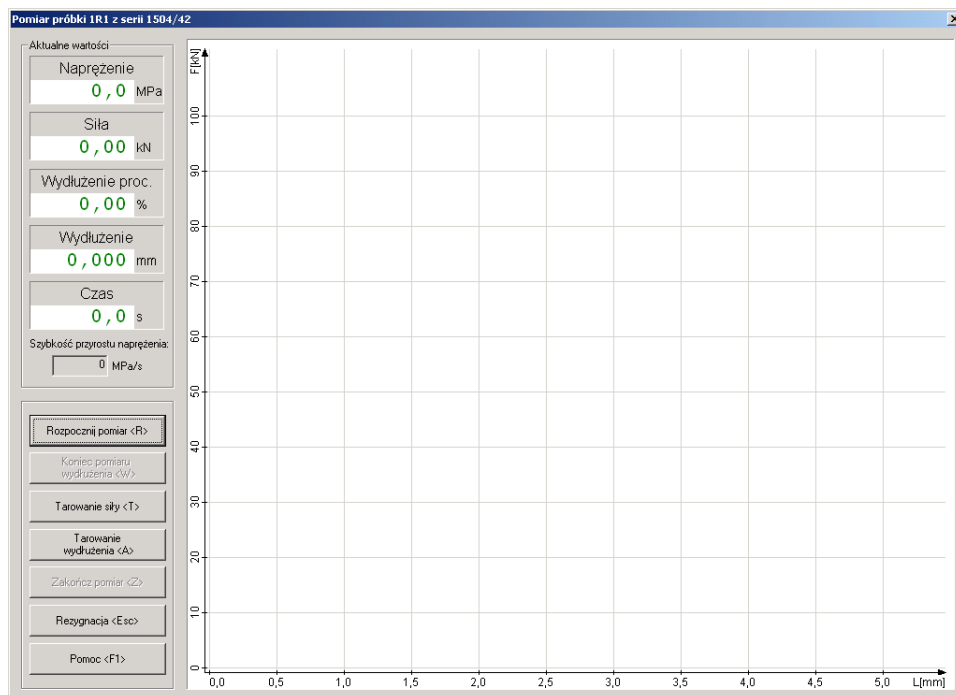 Pomiar próbki 1R1 z serii 1504/42
Aktualne wartości
Naprężenie
0,0 MPa
Siła
0,00 kN
Wydłużenie proc.
0,00 %
Wydłużenie
0,000 mm
Czas
0,0 s
Szybkość przyrostu naprężenia:
0 MPa/s
Rozpocznij pomiar <R>
Koniec pomiaru
wydłużenia <W>
Tarowanie siły <T>
Tarowanie
wydłużenia <A>
Zakończ pomiar <Z>
Rezygnacja <Esc>
Pomoc <F1>
F[kN]
100
90
80
70
60
50
40
30
20
10
0
0,0 0,5 1,0 1,5 2,0 2,5 3,0 3,5 4,0 4,5 5,0 L[mm]